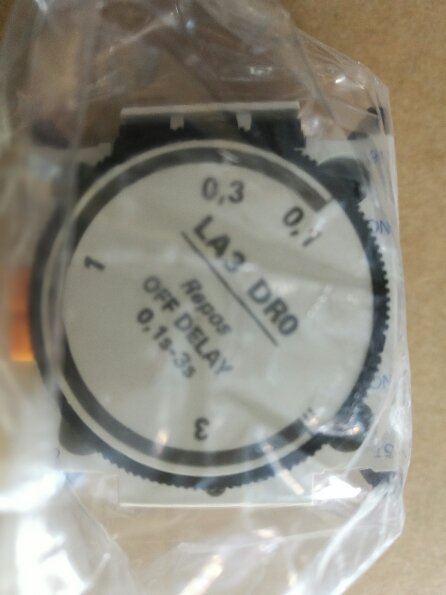 0,3
0,1
LA3 DR0
Repos
OFF DELAY
0,1s-3s
1
3